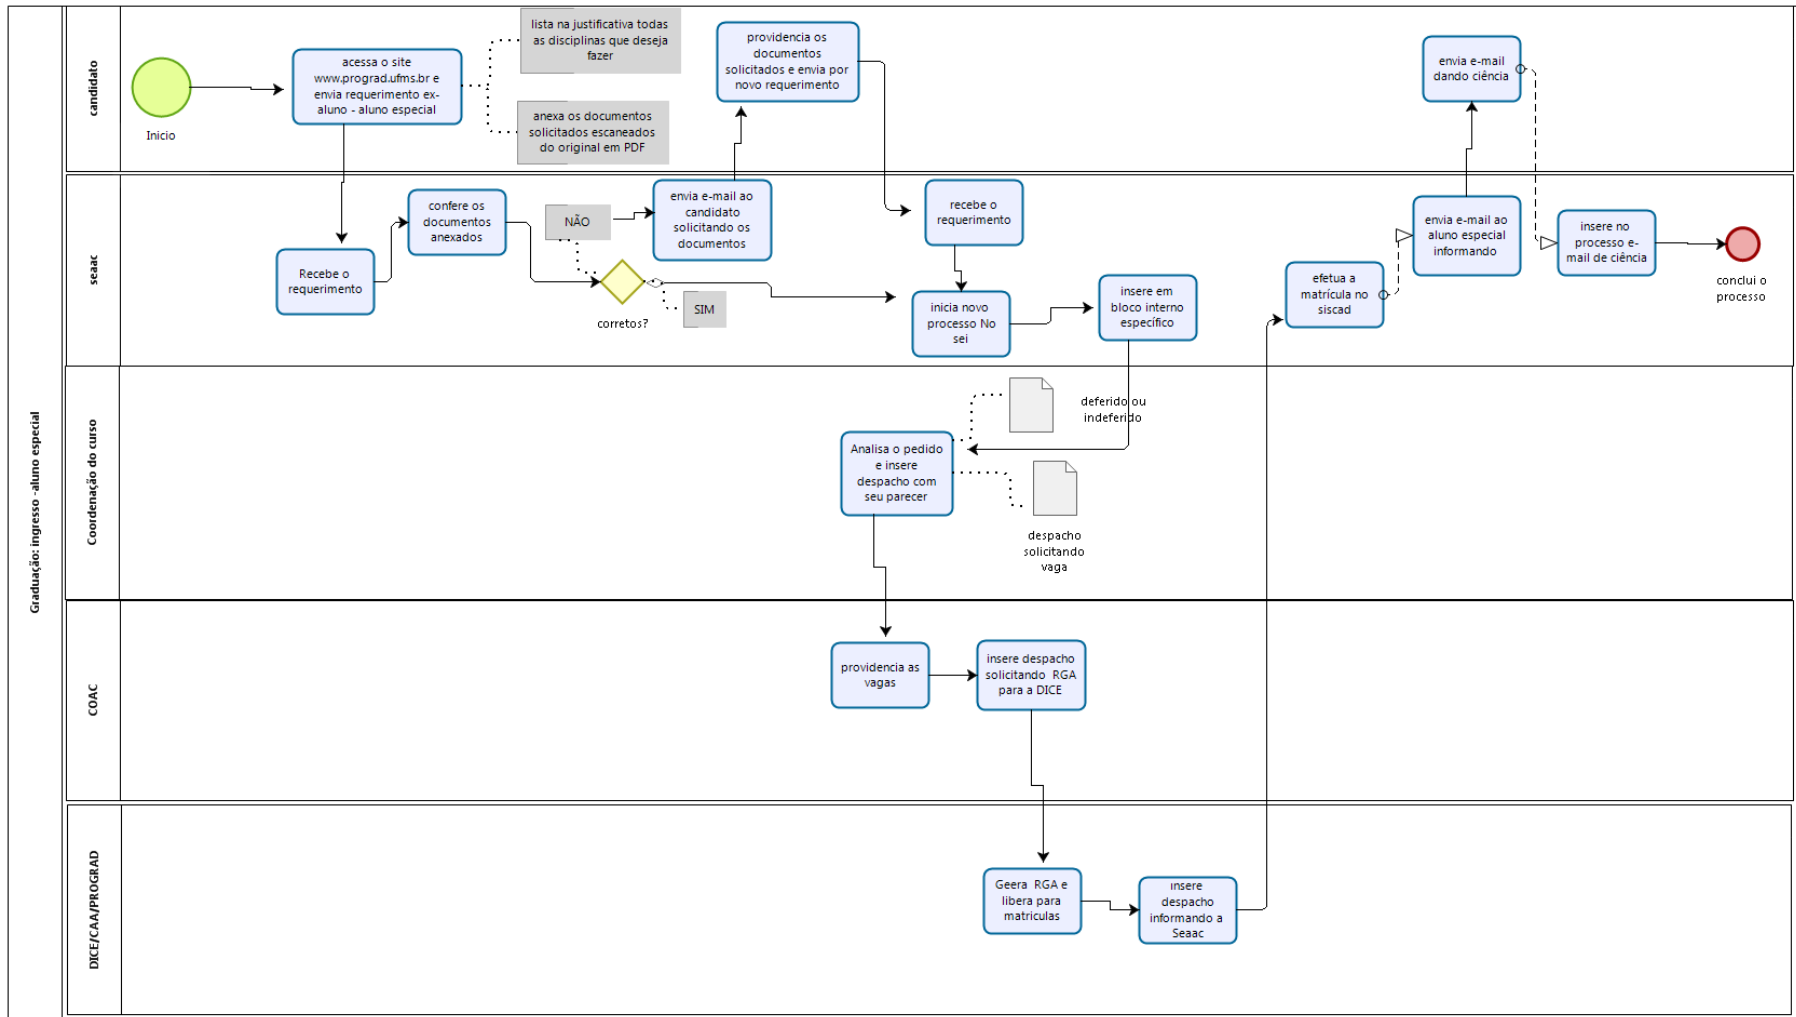 Graduação: ingresso -aluno especial
candidato
Inicio
acessa o site
www.prograd.ufms.br e
envia requerimento ex-
aluno - aluno especial
lista na justificativa todas
as disciplinas que deseja
fazer
anexa os documentos
solicitados escaneados
do original em PDF
providencia os
documentos
solicitados e envia por
novo requerimento
envia e-mail
dando ciência
seaac
Recebe o
requerimento
confere os
documentos
anexados
NÃO
corretos?
SIM
envia e-mail ao
candidato
solicitando os
documentos
recebe o
requerimento
inicia novo
processo No
sei
insere em
bloco interno
específico
efetua a
matrícula no
siscad
envia e-mail ao
aluno especial
informando
insere no
processo e-
mail de ciência
conclui o
processo
Coordenação do curso
Analisa o pedido
e insere
despacho com
seu parecer
deferido ou
indeferido
despacho
solicitando
vaga
COAC
providencia as
vagas
insere despacho
solicitando RGA
para a DICE
DICE/CAA/PROGRAD
Geera RGA e
libera para
matriculas
insere
despacho
informando a
Seaac